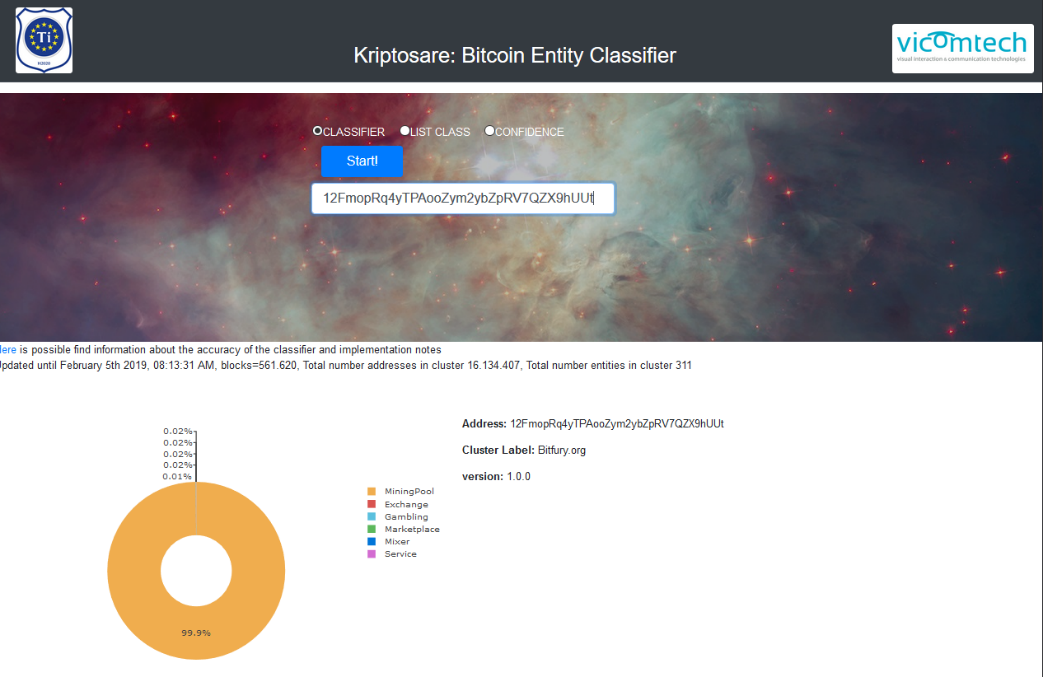 Ti
H2020
Kriptosare: Bitcoin Entity Classifier
vicomtech
visual interaction & communication technologies
CLASSIFIER LIST CLASS CONFIDENCE
Start!
12FmopRq4yTPAooZym2ybZpRV7QZX9hUUt
ere is possible find information about the accuracy of the classifier and implementation notes
pdated until February 5th 2019, 08:13:31 AM, blocks=561.620, Total number addresses in cluster 16.134.407, Total number entities in cluster 311
0.02%
0.02%
0.02%
0.02%
0.01%
99.9%
MiningPool
Exchange
Gambling
Marketplace
Mixer
Service
Address: 12FmopRq4yTPAooZym2ybZpRV7QZX9hUUt
Cluster Label: Bitfury.org
version: 1.0.0